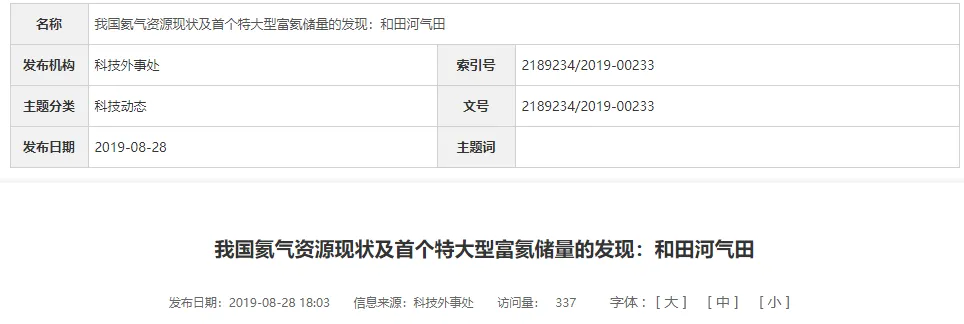 名称 我国氦气资源现状及首个特大型富氦储量的发现：和田河气田
发布机构 科技外事处 索引号 2189234/2019-00233
主题分类 科技动态 文号 2189234/2019-00233
发布日期 2019-08-28 主题词
我国氦气资源现状及首个特大型富氦储量的发现：和田河气田
发布日期：2019-08-28 18:03 信息来源：科技外事处 访问量： 337 字体：[ 大 ] [ 中 ] [ 小 ]